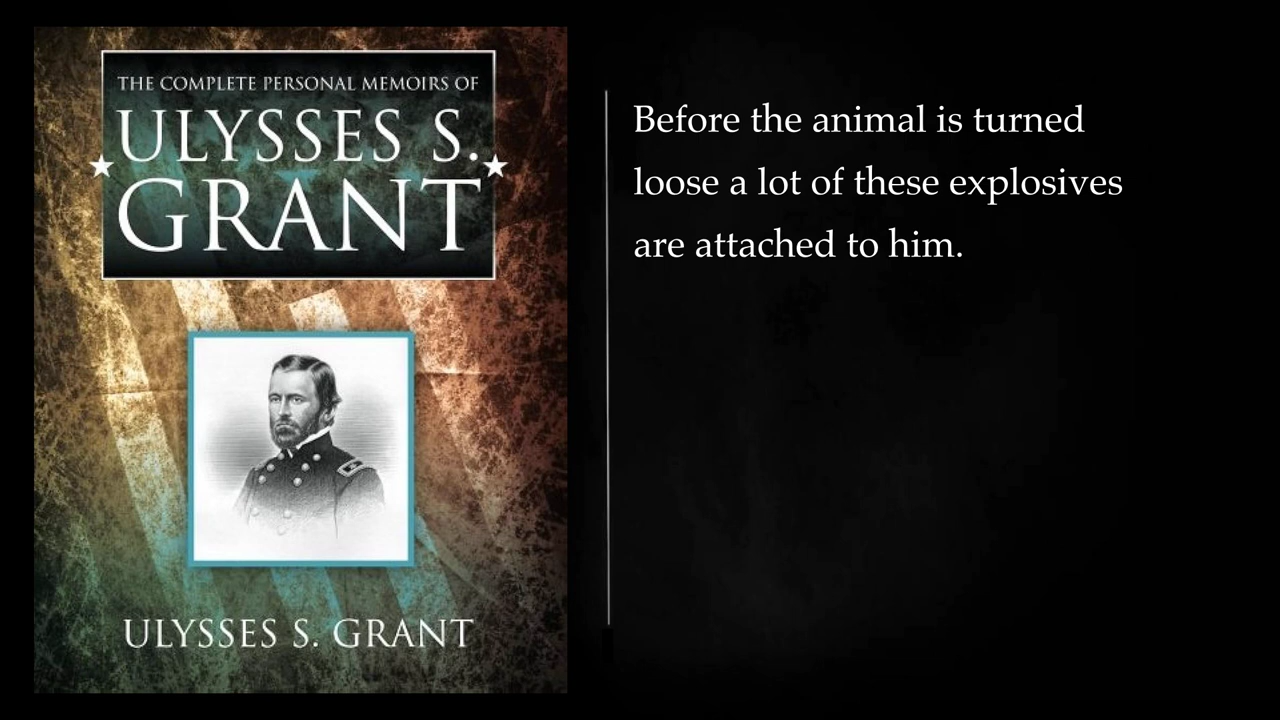 THE COMPLETE PERSONAL MEMOIRS OF
ULYSSES S.
GRANT
ULYSSES S. GRANT
Before the animal is turned
loose a lot of these explosives
are attached to him.